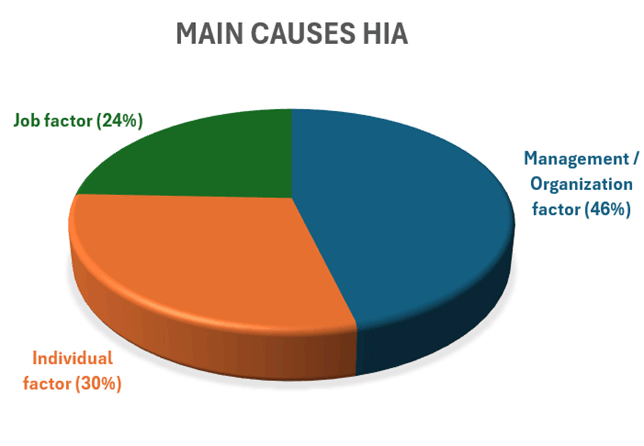 MAIN CAUSES HIA
Job factor (24%)
Management /
Organization
factor (46%)
Individual
factor (30%)